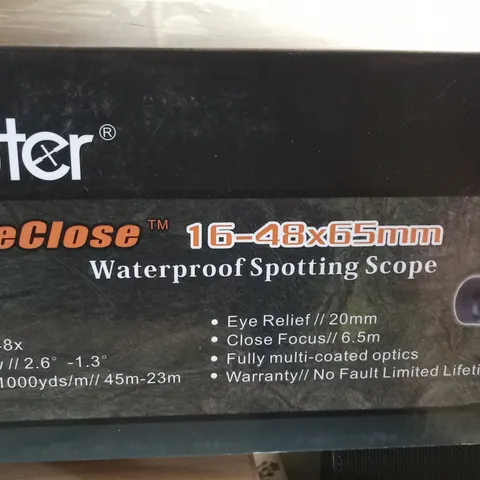 ter®
eClose™ 16-48x65mm
Waterproof Spotting Scope
8x
// 2.6° -1.3°
1000yds/m// 45m-23m
• Eye Relief// 20mm
• Close Focus// 6.5m
• Fully multi-coated optics
• Warranty// No Fault Limited Lifeti